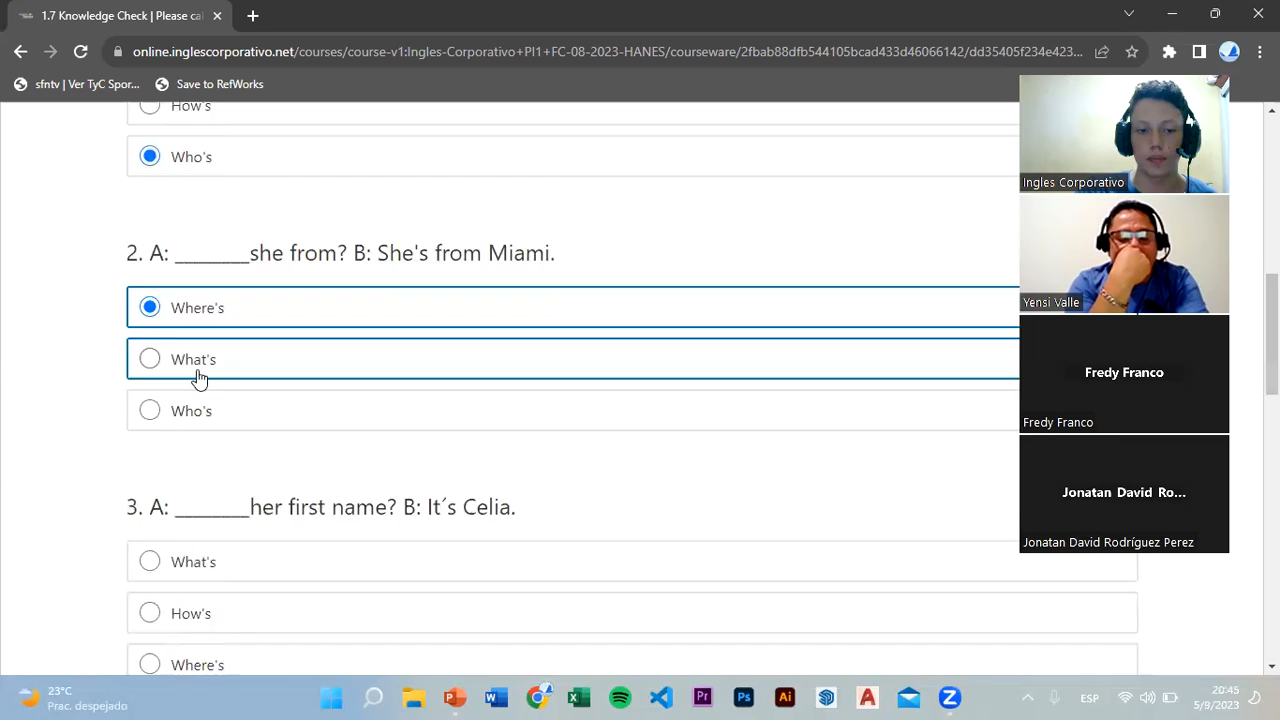 1.7 Knowledge Check | Please ca
online.inglescorporativo.net/courses/course-v1:Ingles-Corporativo+PI1+FC-08-2023-HANES/courseware/2fbab88dfb544105bcad433d46066142/dd35405f234e423...
sfntv | Ver TyC Spor... Save to RefWorks
How's
Who's
2. A: ________she from? B: She's from Miami.
Where's
What's
Who's
3. A: ________her first name? B: It´s Celia.
What's
How's
Where's
Ingles Corporativo
Yensi Valle
Fredy Franco
Fredy Franco
Jonatan David Ro...
Jonatan David Rodríguez Perez
23°C
Prac. despejado
ESP
20:45
5/9/2023